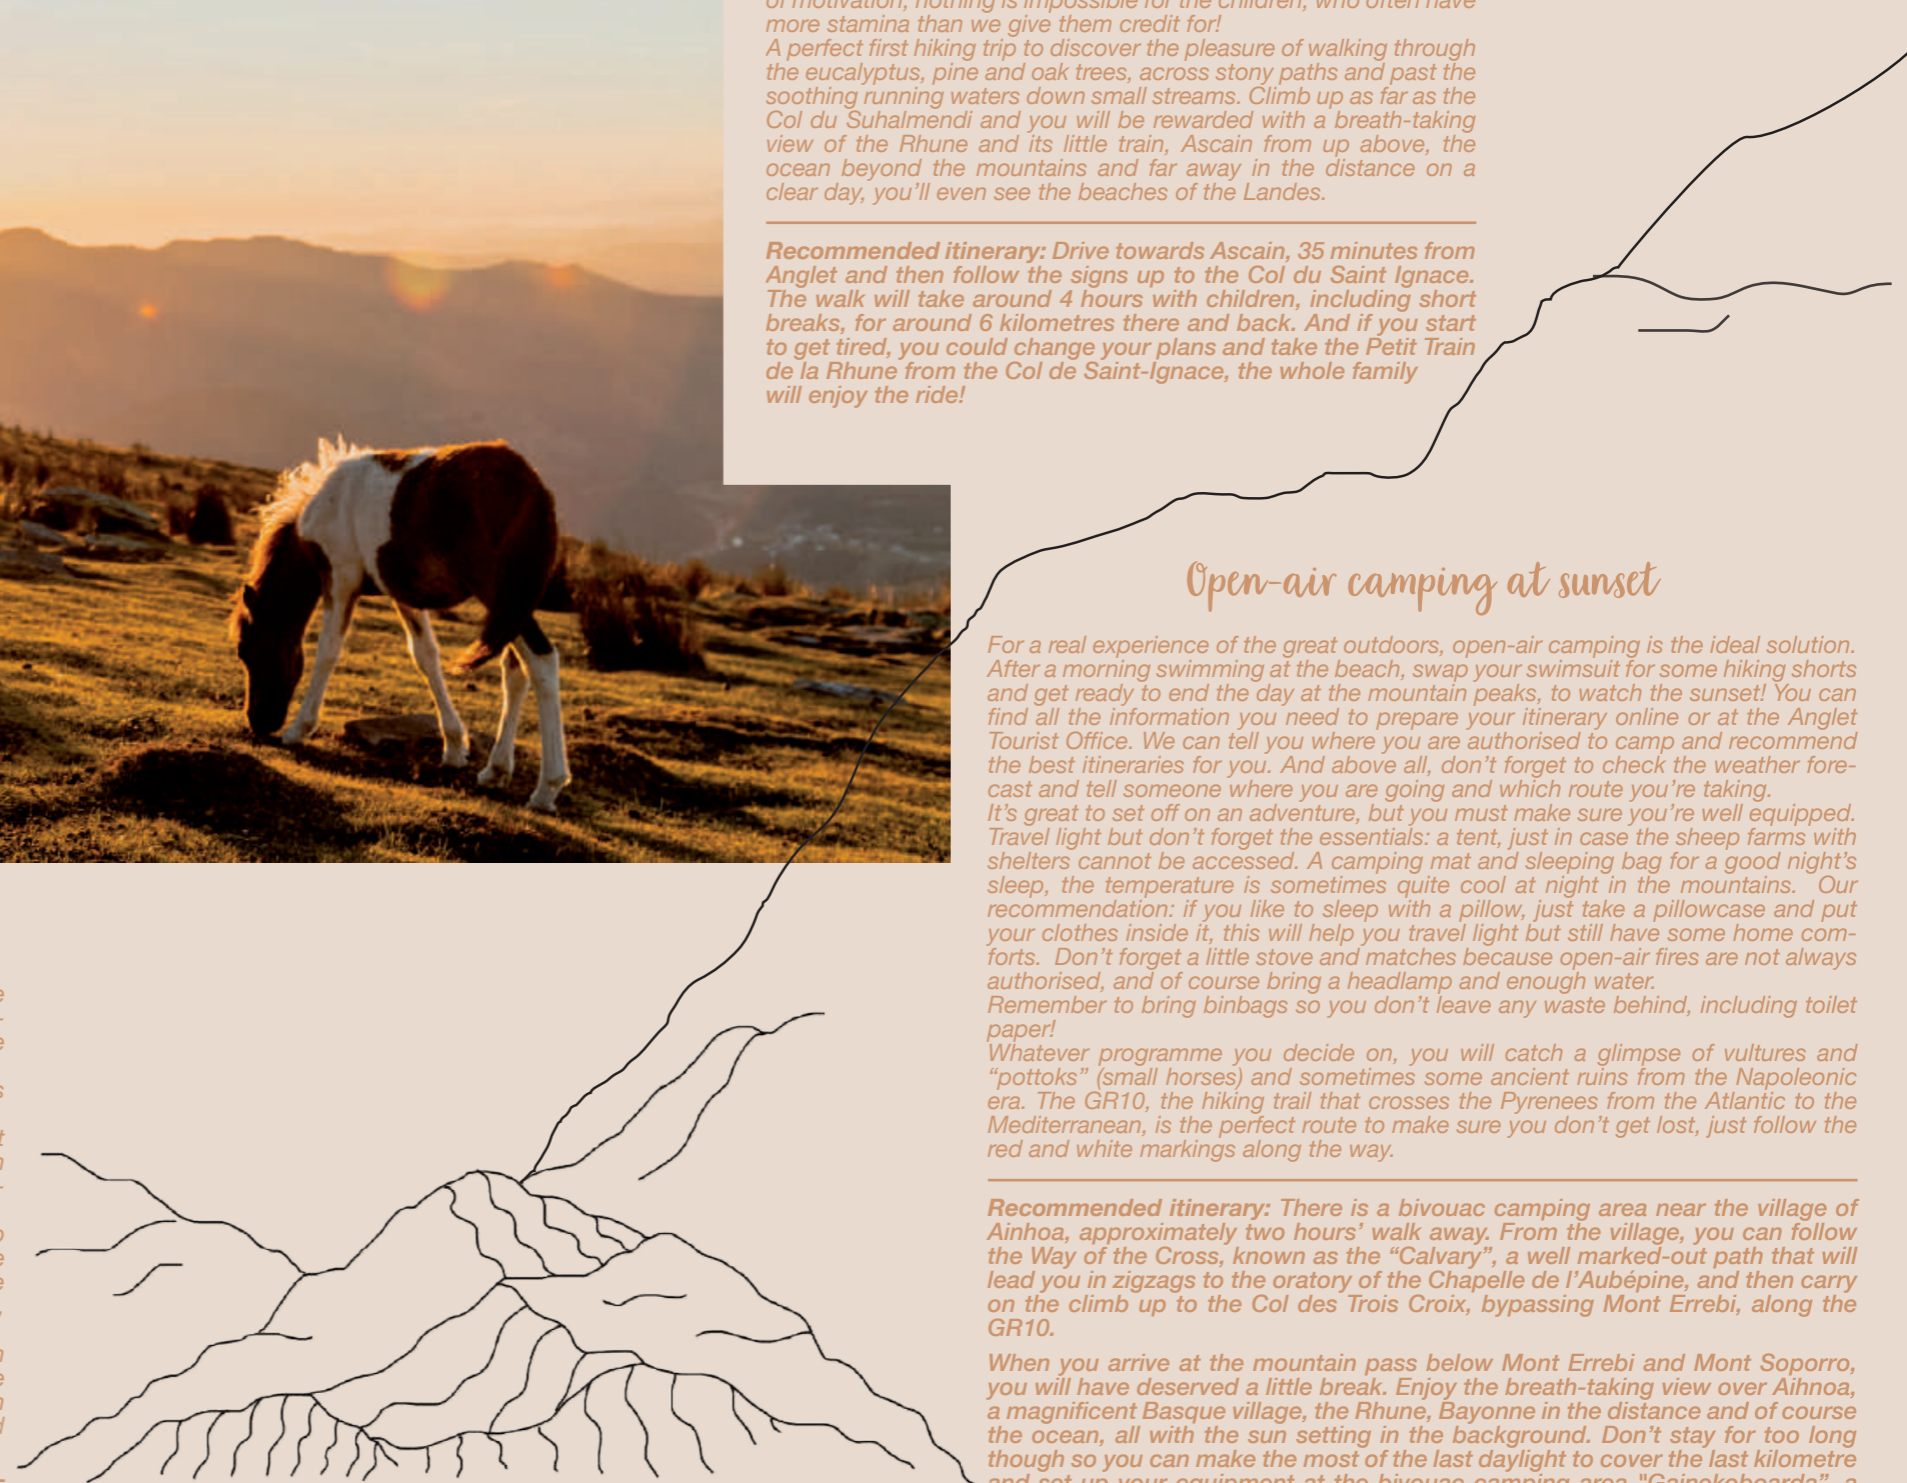 of motivation, nothing is impossible for the children, who often have
more stamina than we give them credit for!
A perfect first hiking trip to discover the pleasure of walking through
the eucalyptus, pine and oak trees, across stony paths and past the
soothing running waters down small streams. Climb up as far as the
Col du Suhalmendi and you will be rewarded with a breath-taking
view of the Rhune and its little train, Ascain from up above, the
ocean beyond the mountains and far away in the distance on a
clear day, you'll even see the beaches of the Landes.
Recommended itinerary: Drive towards Ascain, 35 minutes from
Anglet and then follow the signs up to the Col du Saint Ignace.
The walk will take around 4 hours with children, including short
breaks, for around 6 kilometres there and back. And if you start
to get tired, you could change your plans and take the Petit Train
de la Rhune from the Col de Saint-Ignace, the whole family
will enjoy the ride!
Open-air camping at sunset
For a real experience of the great outdoors, open-air camping is the ideal solution.
After a morning swimming at the beach, swap your swimsuit for some hiking shorts
and get ready to end the day at the mountain peaks, to watch the sunset! You can
find all the information you need to prepare your itinerary online or at the Anglet
Tourist Office. We can tell you where you are authorised to camp and recommend
the best itineraries for you. And above all, don't forget to check the weather fore-
cast and tell someone where you are going and which route you're taking.
It's great to set off on an adventure, but you must make sure you're well equipped.
Travel light but don't forget the essentials: a tent, just in case the sheep farms with
shelters cannot be accessed. A camping mat and sleeping bag for a good night's
sleep, the temperature is sometimes quite cool at night in the mountains. Our
recommendation: if you like to sleep with a pillow, just take a pillowcase and put
your clothes inside it, this will help you travel light but still have some home com-
forts. Don't forget a little stove and matches because open-air fires are not always
authorised, and of course bring a headlamp and enough water.
Remember to bring binbags so you don't leave any waste behind, including toilet
paper!
Whatever programme you decide on, you will catch a glimpse of vultures and
“pottoks” (small horses) and sometimes some ancient ruins from the Napoleonic
era. The GR10, the hiking trail that crosses the Pyrenees from the Atlantic to the
Mediterranean, is the perfect route to make sure you don't get lost, just follow the
red and white markings along the way.
Recommended itinerary: There is a bivouac camping area near the village of
Ainhoa, approximately two hours' walk away. From the village, you can follow
the Way of the Cross, known as the “Calvary”, a well marked-out path that will
lead you in zigzags to the oratory of the Chapelle de l'Aubépine, and then carry
on the climb up to the Col des Trois Croix, bypassing Mont Errebi, along the
GR10.
When you arrive at the mountain pass below Mont Errebi and Mont Soporro,
you will have deserved a little break. Enjoy the breath-taking view over Aihnoa,
a magnificent Basque village, the Rhune, Bayonne in the distance and of course
the ocean, all with the sun setting in the background. Don't stay for too long
though so you can make the most of the last daylight to cover the last kilometre
and set up your equipment at the bivouac camping area